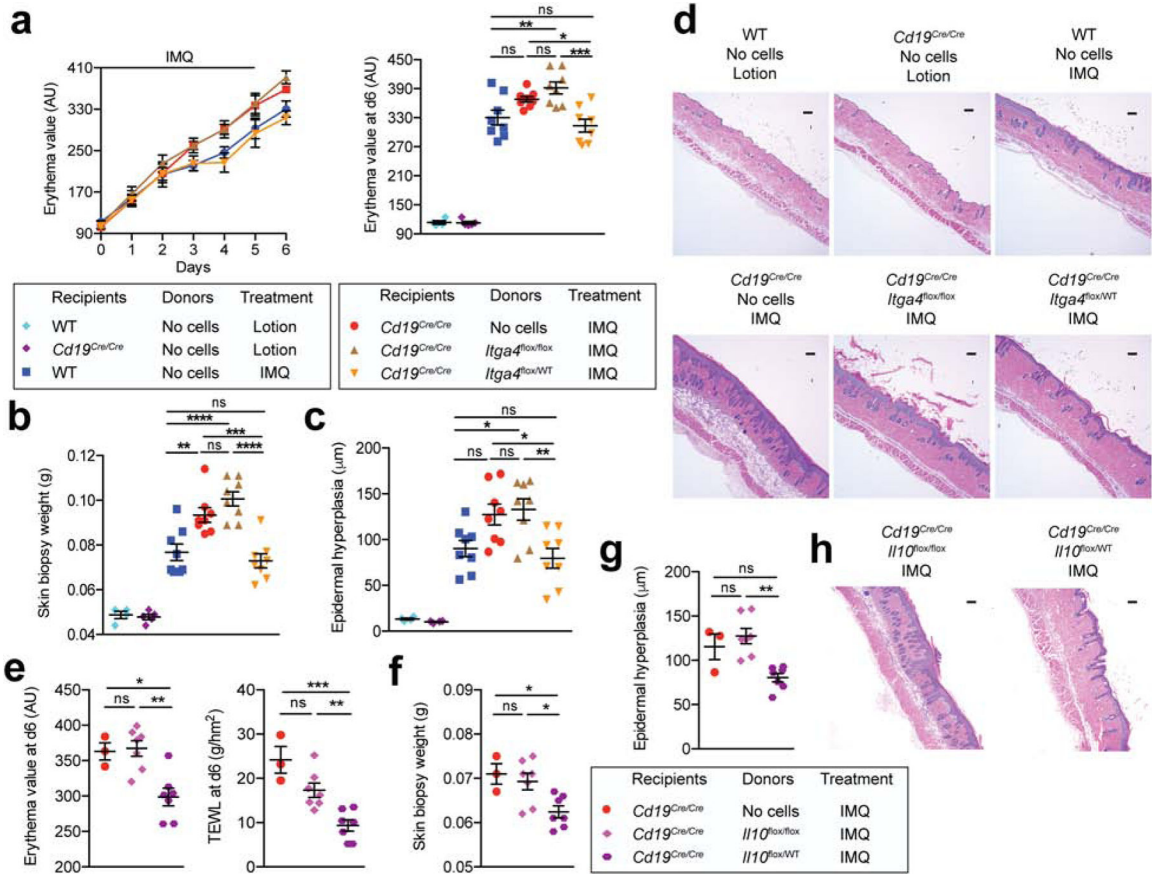 a
IMQ
Erythema value (AU)
410
330
250
170
90
0 1 2 3 4 5 6
Days
ns
**
*
ns ns ***
Erythema value at d6 (AU)
450
390
330
270
210
150
90
Recipients Donors Treatment
WT No cells Lotion
Cd19Cre/Cre No cells Lotion
WT No cells IMQ
Recipients Donors Treatment
Cd19Cre/Cre No cells IMQ
Cd19Cre/Cre Itga4flox/flox IMQ
Cd19Cre/Cre Itga4flox/WT IMQ
d
WT
No cells
Lotion
Cd19Cre/Cre
No cells
Lotion
WT
No cells
IMQ
Cd19Cre/Cre
No cells
IMQ
Cd19Cre/Cre
Itga4flox/flox
IMQ
Cd19Cre/Cre
Itga4flox/WT
IMQ
b
ns
****
***
** ns ****
Skin biopsy weight (g)
0.12
0.10
0.08
0.06
0.04
c
ns
*
*
ns ns **
Epidermal hyperplasia (µm)
200
150
100
50
0
g
ns
ns **
Epidermal hyperplasia (µm)
200
150
100
50
0
h
Cd19Cre/Cre
Il10flox/flox
IMQ
Cd19Cre/Cre
Il10flox/WT
IMQ
e
*
ns **
Erythema value at d6 (AU)
450
400
350
300
250
200
***
ns **
TEWL at d6 (g/hm2)
40
30
20
10
0
f
*
ns *
Skin biopsy weight (g)
0.09
0.08
0.07
0.06
0.05
Recipients Donors Treatment
Cd19Cre/Cre No cells IMQ
Cd19Cre/Cre Il10flox/flox IMQ
Cd19Cre/Cre Il10flox/WT IMQ